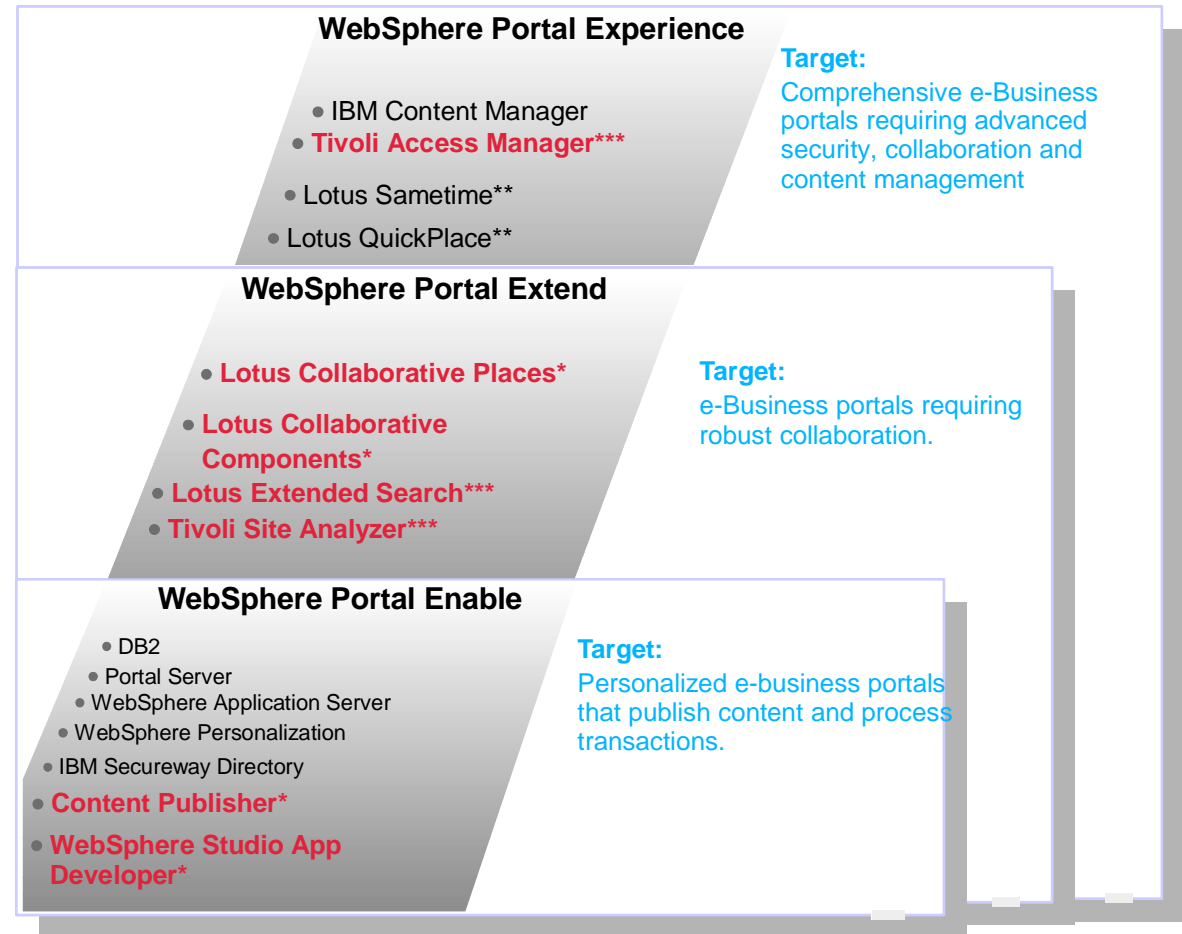 WebSphere Portal Experience
• IBM Content Manager
• Tivoli Access Manager***
• Lotus Sametime**
• Lotus QuickPlace**
Target:
Comprehensive e-Business
portals requiring advanced
security, collaboration and
content management
WebSphere Portal Extend
• Lotus Collaborative Places*
• Lotus Collaborative
Components*
• Lotus Extended Search***
• Tivoli Site Analyzer***
Target:
e-Business portals requiring
robust collaboration.
WebSphere Portal Enable
• DB2
• Portal Server
• WebSphere Application Server
• WebSphere Personalization
• IBM Secureway Directory
• Content Publisher*
• WebSphere Studio App
Developer*
Target:
Personalized e-business portals
that publish content and process
transactions.